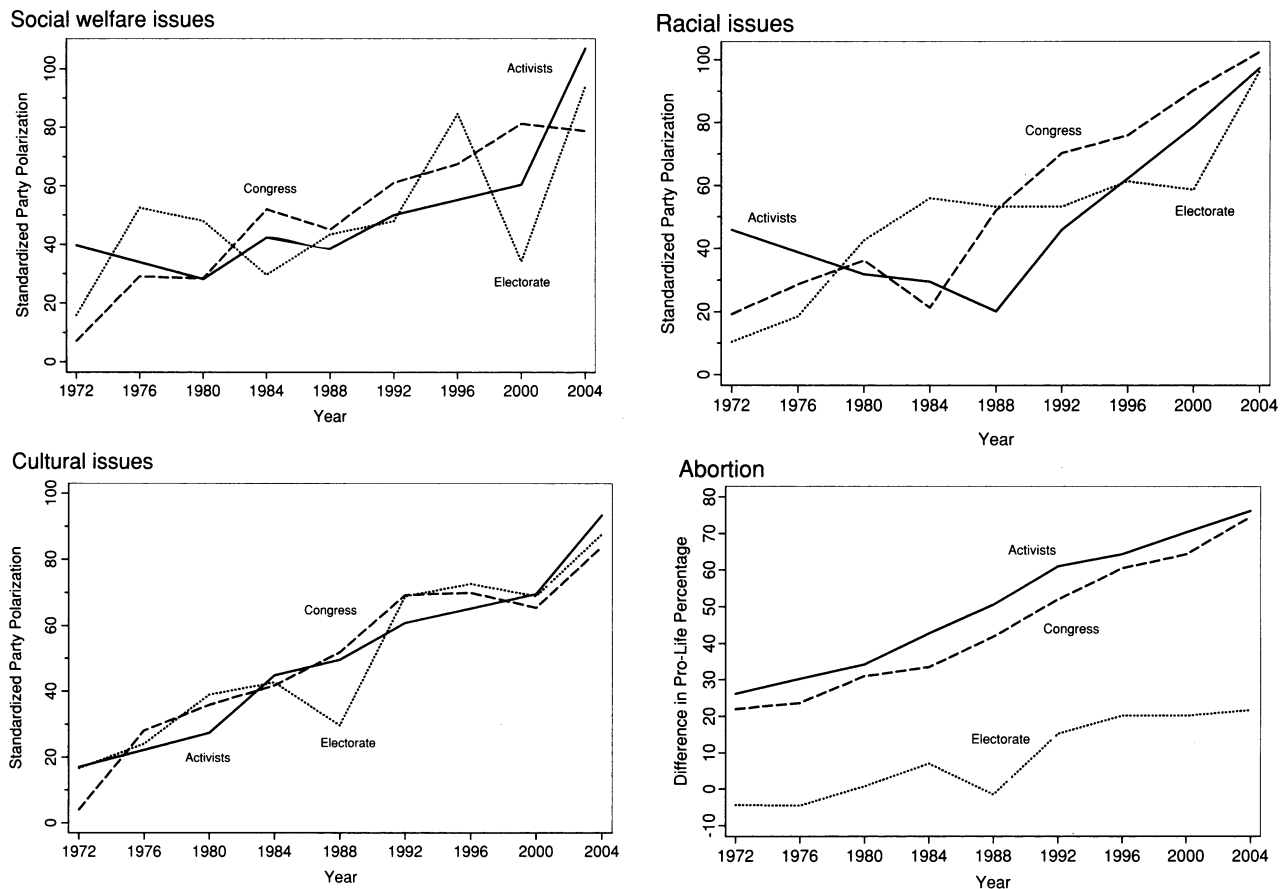 Social welfare issues
Standardized Party Polarization
100
80
60
40
20
0
Activists
Congress
Electorate
1972 1976 1980 1984 1988 1992 1996 2000 2004
Year
Racial issues
Standardized Party Polarization
100
80
60
40
20
0
Congress
Activists
Electorate
1972 1976 1980 1984 1988 1992 1996 2000 2004
Year
Cultural issues
Standardized Party Polarization
100
80
60
40
20
0
Congress
Electorate
Activists
1972 1976 1980 1984 1988 1992 1996 2000 2004
Year
Abortion
Difference in Pro-Life Percentage
80
70
60
50
40
30
20
10
0
-10
Activists
Congress
Electorate
1972 1976 1980 1984 1988 1992 1996 2000 2004
Year